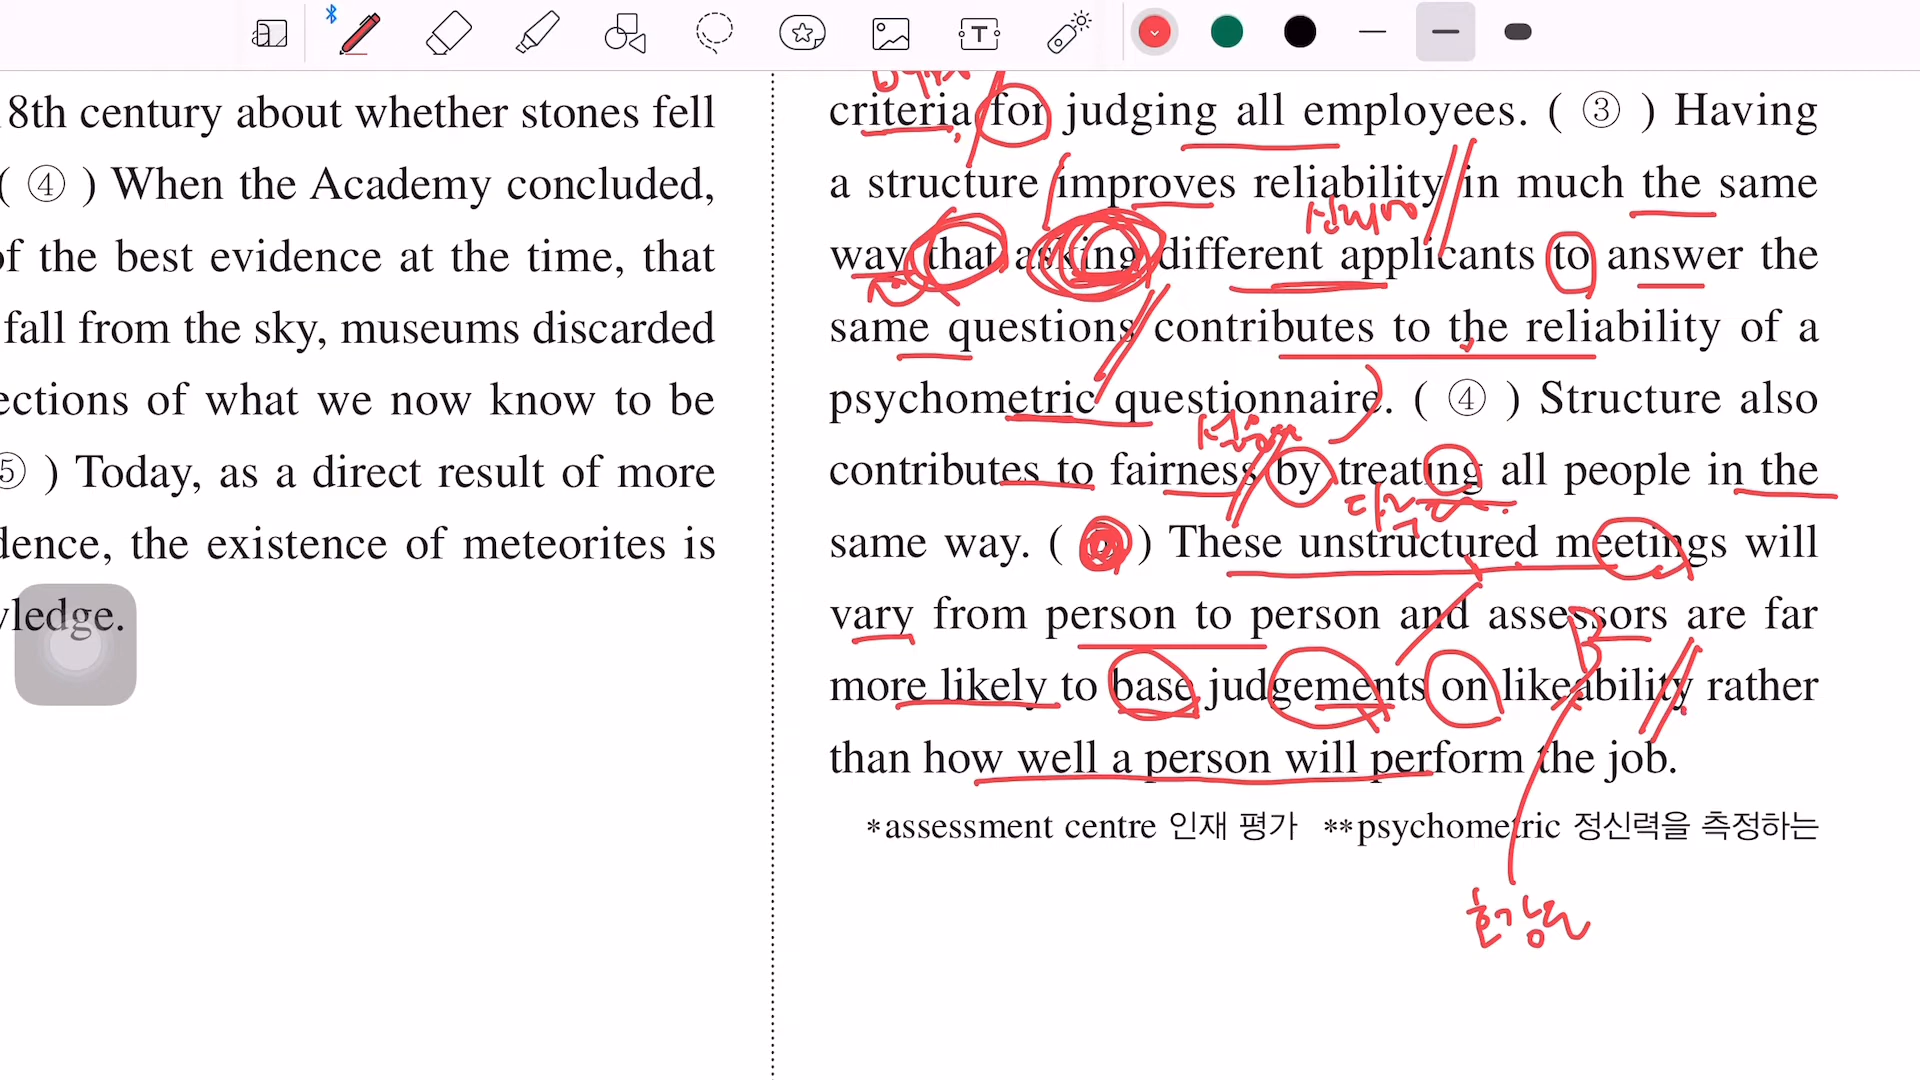 8th century about whether stones fell
( ④ ) When the Academy concluded,
of the best evidence at the time, that
fall from the sky, museums discarded
ections of what we now know to be
⑤ ) Today, as a direct result of more
dence, the existence of meteorites is
ledge.
criteria for judging all employees. ( ③ ) Having
a structure improves reliability in much the same
way that asking different applicants to answer the
same questions contributes to the reliability of a
psychometric questionnaire. ( ④ ) Structure also
contributes to fairness by treating all people in the
same way. ( ) These unstructured meetings will
vary from person to person and assessors are far
more likely to base judgements on likeability rather
than how well a person will perform the job.
*assessment centre 인재 평가 **psychometric 정신력을 측정하는
B